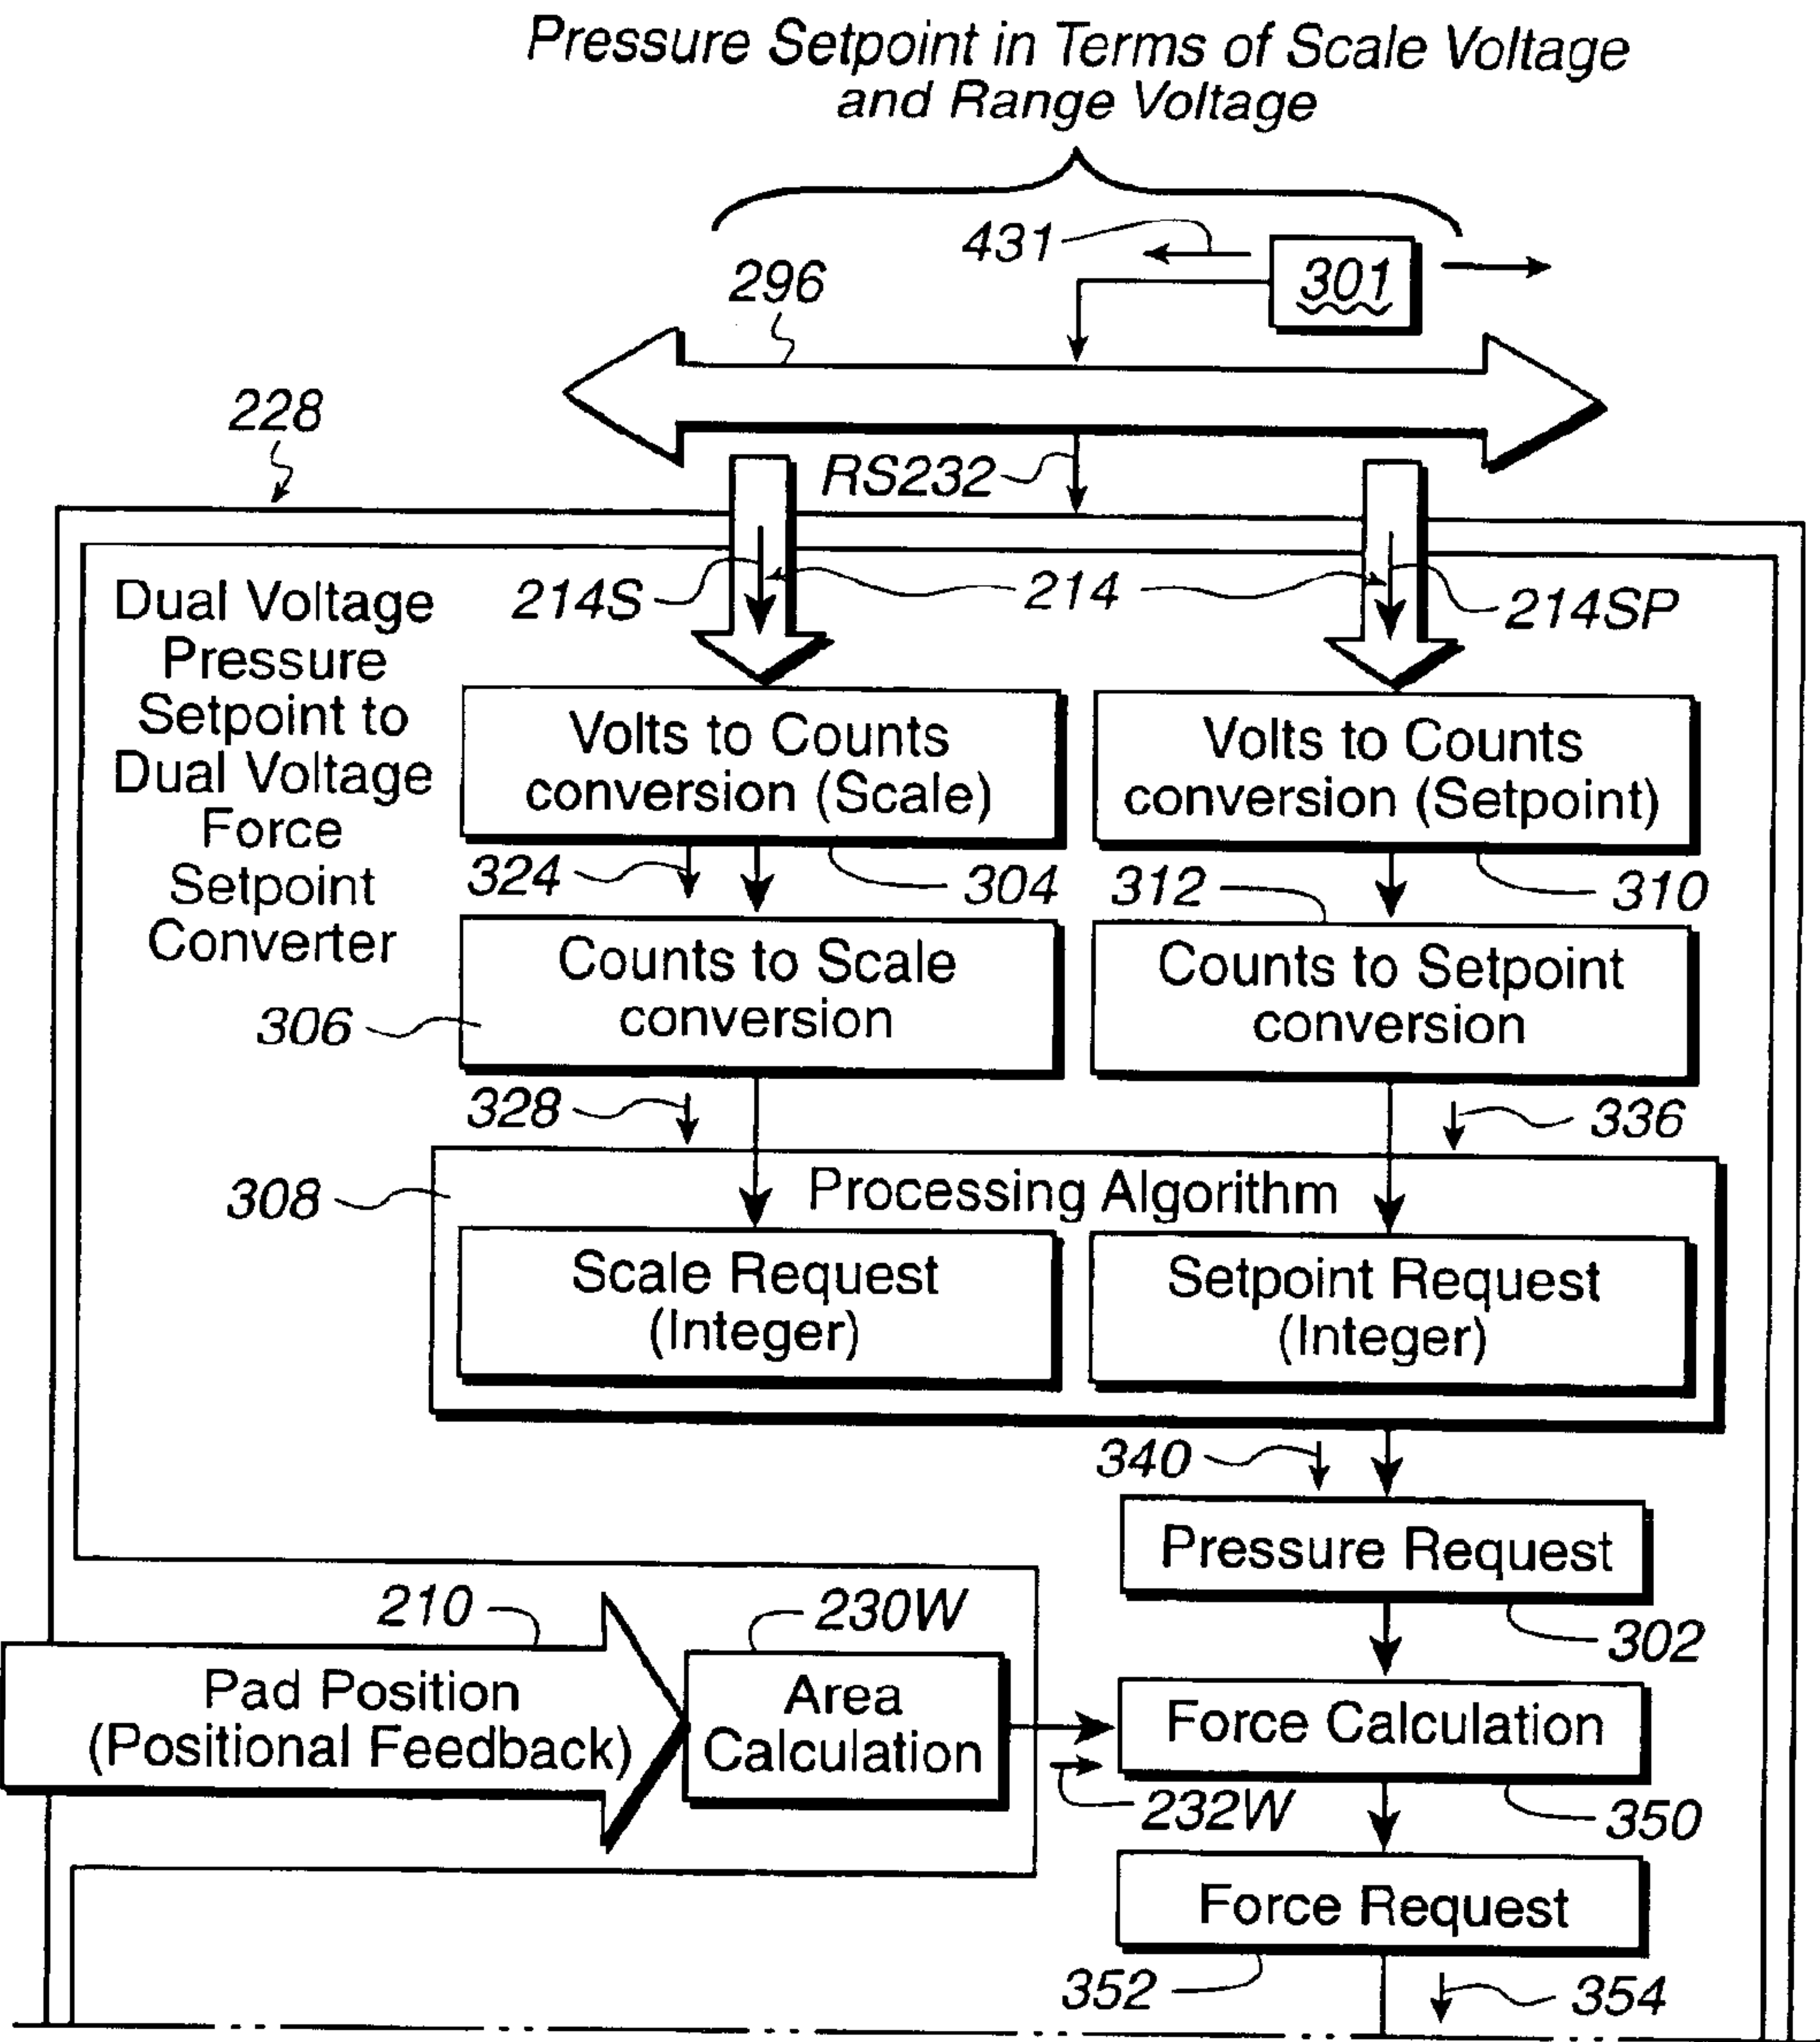 Pressure Setpoint in Terms of Scale Voltage
and Range Voltage
431
301
296
228
RS232
214S
214
214SP
Dual Voltage
Pressure
Setpoint to
Dual Voltage
Force
Setpoint
Converter
Volts to Counts
conversion (Scale)
Volts to Counts
conversion (Setpoint)
324
304
312
310
Counts to Scale
conversion
Counts to Setpoint
conversion
306
328
336
308
Processing Algorithm
Scale Request
(Integer)
Setpoint Request
(Integer)
340
Pressure Request
302
210
230W
Pad Position
(Positional Feedback)
Area
Calculation
Force Calculation
232W
350
Force Request
352
354